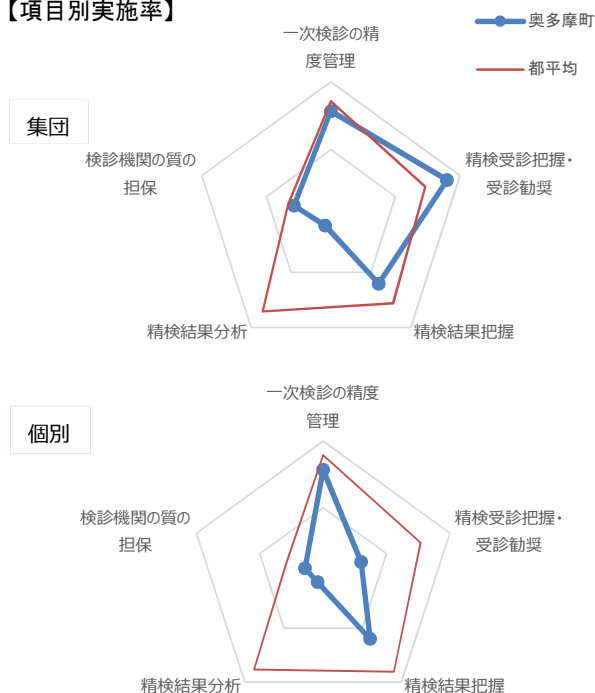 【項目別実施率】
奥多摩町
都平均
集団
一次検診の精
度管理
精検受診把握・
受診勧奨
精検結果把握
精検結果分析
検診機関の質の
担保
個別
一次検診の精度
管理
精検受診把握・
受診勧奨
精検結果把握
精検結果分析
検診機関の質の
担保